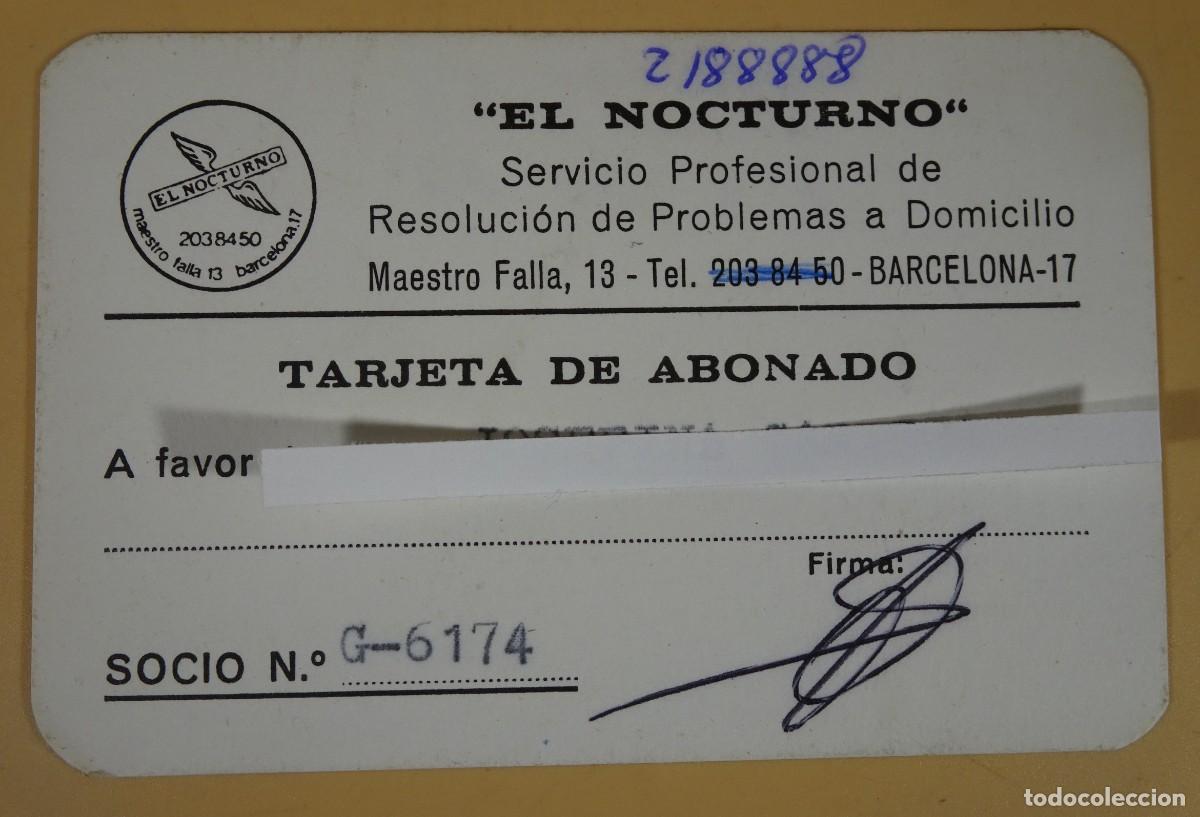 2188888
"EL NOCTURNO"
Servicio Profesional de
Resolución de Problemas a Domicilio
Maestro Falla, 13 - Tel. 203 84 50 - BARCELONA-17
EL NOCTURNO
2038450
maestro falla 13 barcelona.17
TARJETA DE ABONADO
A favor
Firma:
SOCIO N.º G-6174
todocoleccion